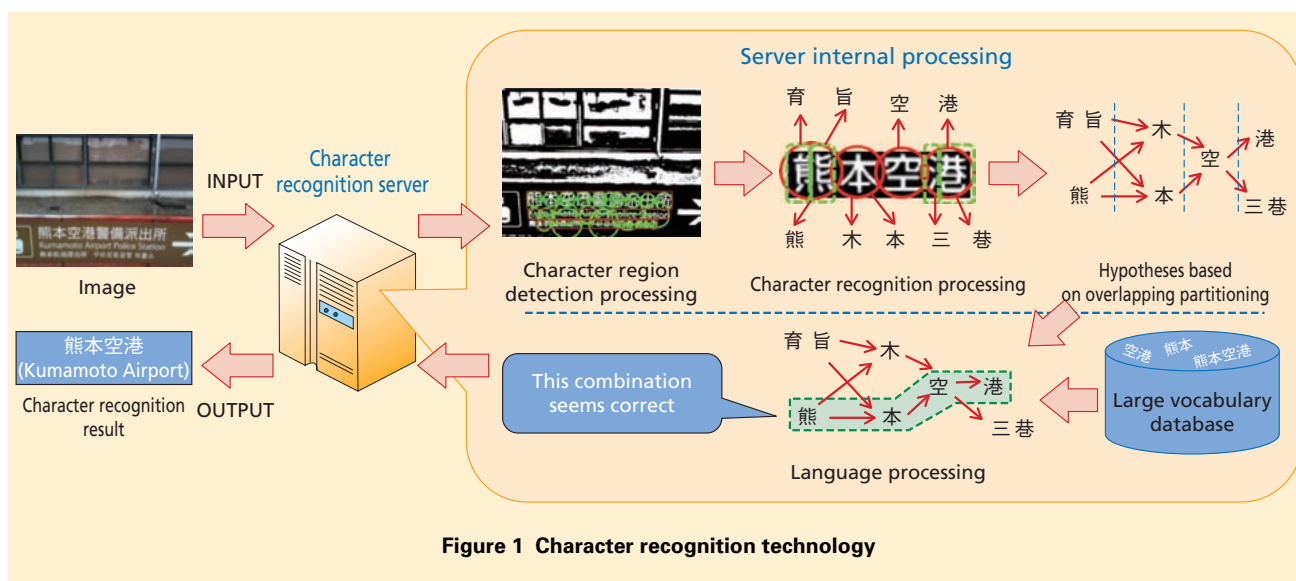 Server internal processing
Image
INPUT
Character
recognition server
熊本空港警備派出所
Kumamoto Airport Police Station
熊本空港
(Kumamoto Airport)
Character recognition
result
OUTPUT
育 旨 空 港
熊本空港
熊 木 本 三 巷
Character region
detection processing
Character recognition processing
育 旨 木 空 港
熊 本 三 巷
Hypotheses based
on overlapping partitioning
This combination
seems correct
育 旨 木 空 港
熊 本 三 巷
Language processing
空港 熊本 熊本空港
Large vocabulary
database
Figure 1 Character recognition technology